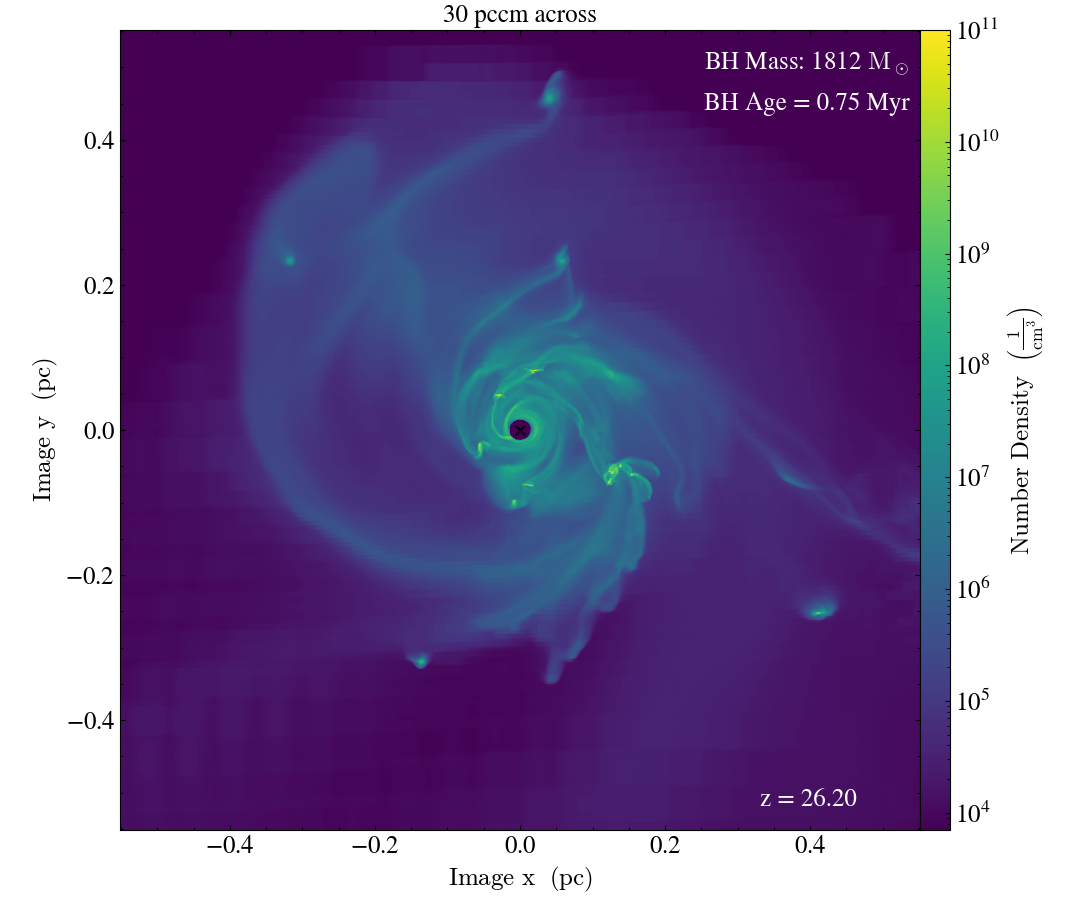 30 pccm across
BH Mass: 1812 M⊙
BH Age = 0.75 Myr
z = 26.20
0.4
0.2
0.0
−0.2
−0.4
Image y (pc)
−0.4
−0.2
0.0
0.2
0.4
Image x (pc)
10¹¹
10¹⁰
10⁹
10⁸
10⁷
10⁶
10⁵
10⁴
Number Density (1/cm³)